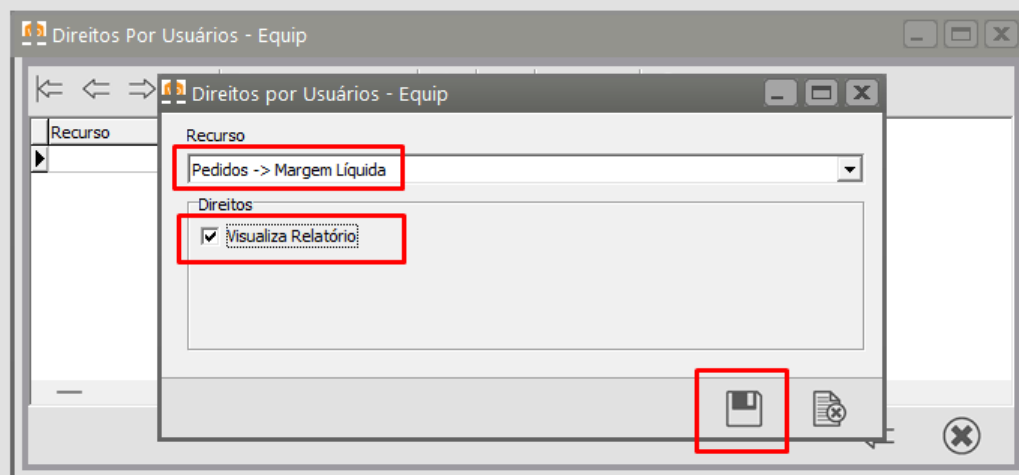 Direitos Por Usuários - Equip
Direitos por Usuários - Equip
Recurso
Recurso
Pedidos -> Margem Líquida
Direitos
Visualiza Relatório